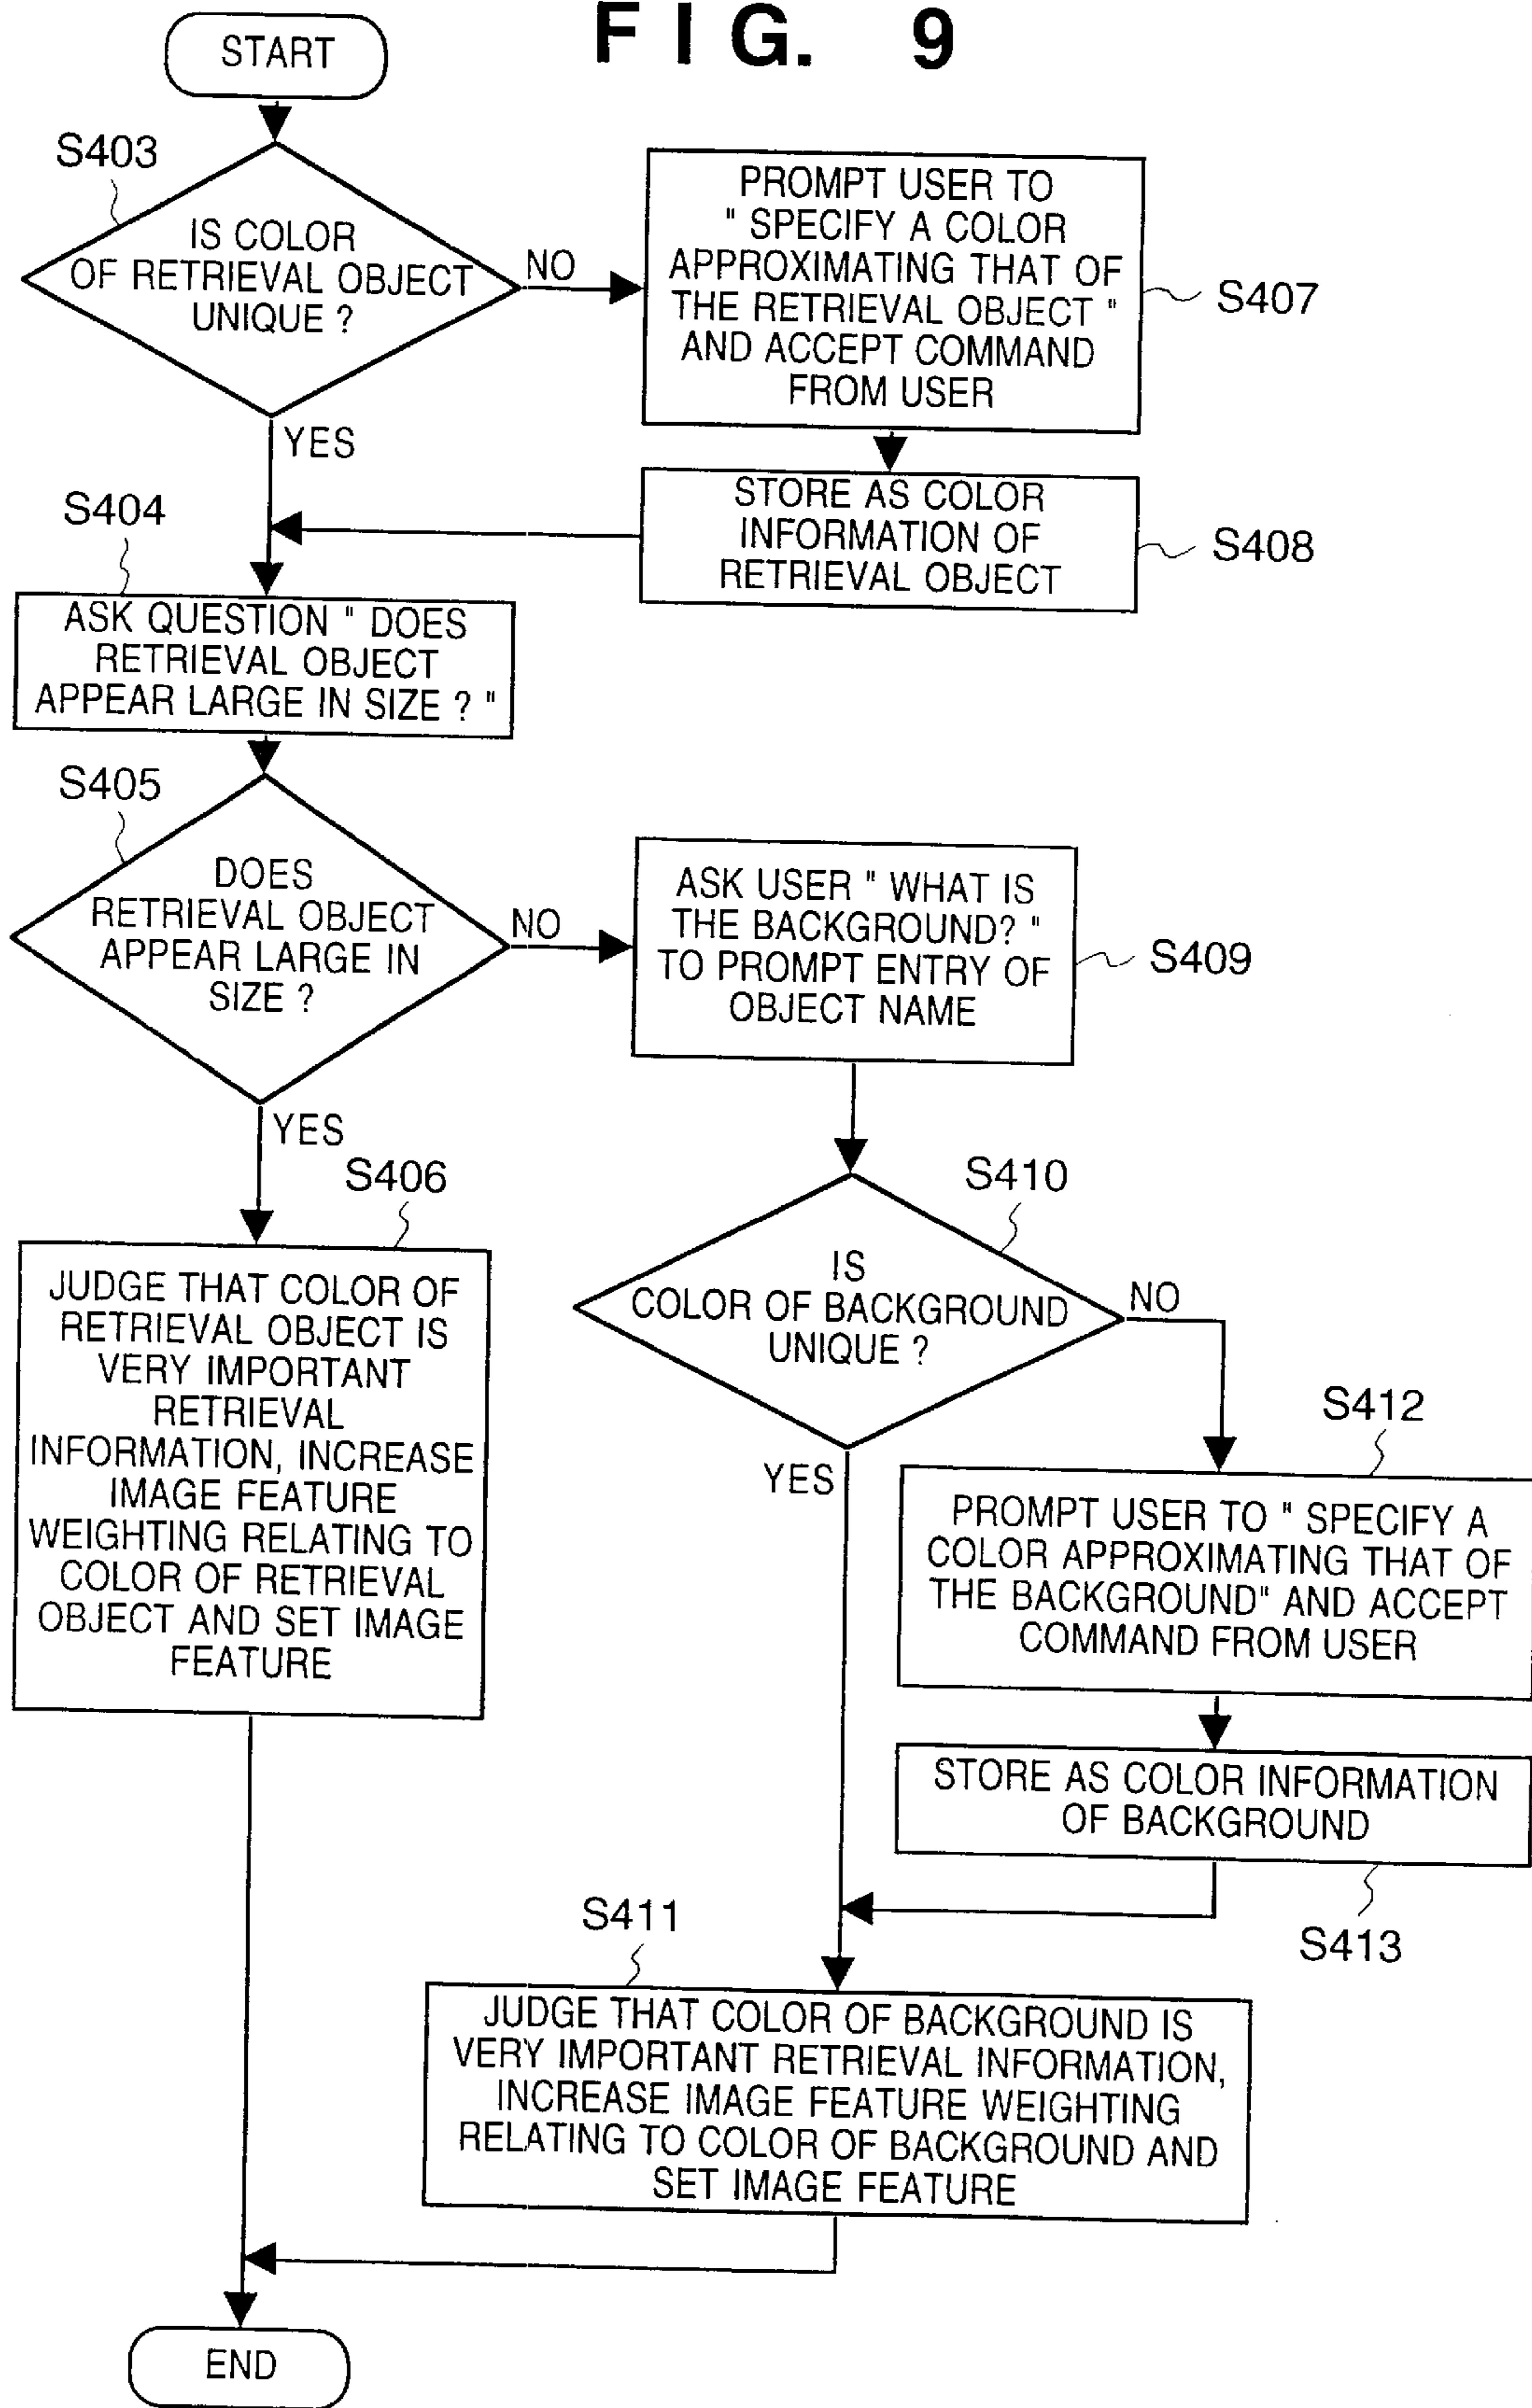 FIG. 9
START
S403
IS COLOR
OF RETRIEVAL OBJECT
UNIQUE ?
NO
YES
PROMPT USER TO
" SPECIFY A COLOR
APPROXIMATING THAT OF
THE RETRIEVAL OBJECT "
AND ACCEPT COMMAND
FROM USER
S407
STORE AS COLOR
INFORMATION OF
RETRIEVAL OBJECT
S408
S404
ASK QUESTION " DOES
RETRIEVAL OBJECT
APPEAR LARGE IN SIZE ? "
S405
DOES
RETRIEVAL OBJECT
APPEAR LARGE IN
SIZE ?
NO
YES
ASK USER " WHAT IS
THE BACKGROUND? "
TO PROMPT ENTRY OF
OBJECT NAME
S409
S406
JUDGE THAT COLOR OF
RETRIEVAL OBJECT IS
VERY IMPORTANT
RETRIEVAL
INFORMATION, INCREASE
IMAGE FEATURE
WEIGHTING RELATING TO
COLOR OF RETRIEVAL
OBJECT AND SET IMAGE
FEATURE
S410
IS
COLOR OF BACKGROUND
UNIQUE ?
NO
YES
S412
PROMPT USER TO " SPECIFY A
COLOR APPROXIMATING THAT OF
THE BACKGROUND" AND ACCEPT
COMMAND FROM USER
STORE AS COLOR INFORMATION
OF BACKGROUND
S413
S411
JUDGE THAT COLOR OF BACKGROUND IS
VERY IMPORTANT RETRIEVAL INFORMATION,
INCREASE IMAGE FEATURE WEIGHTING
RELATING TO COLOR OF BACKGROUND AND
SET IMAGE FEATURE
END